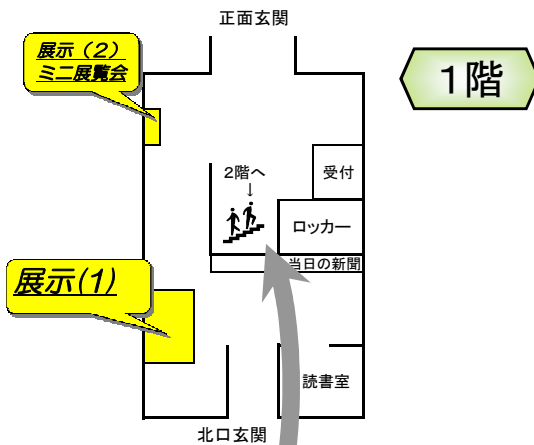 正面玄関
展示（2）
ミニ展覧会
1階
2階へ
↓
受付
ロッカー
当日の新聞
展示(1)
読書室
北口玄関